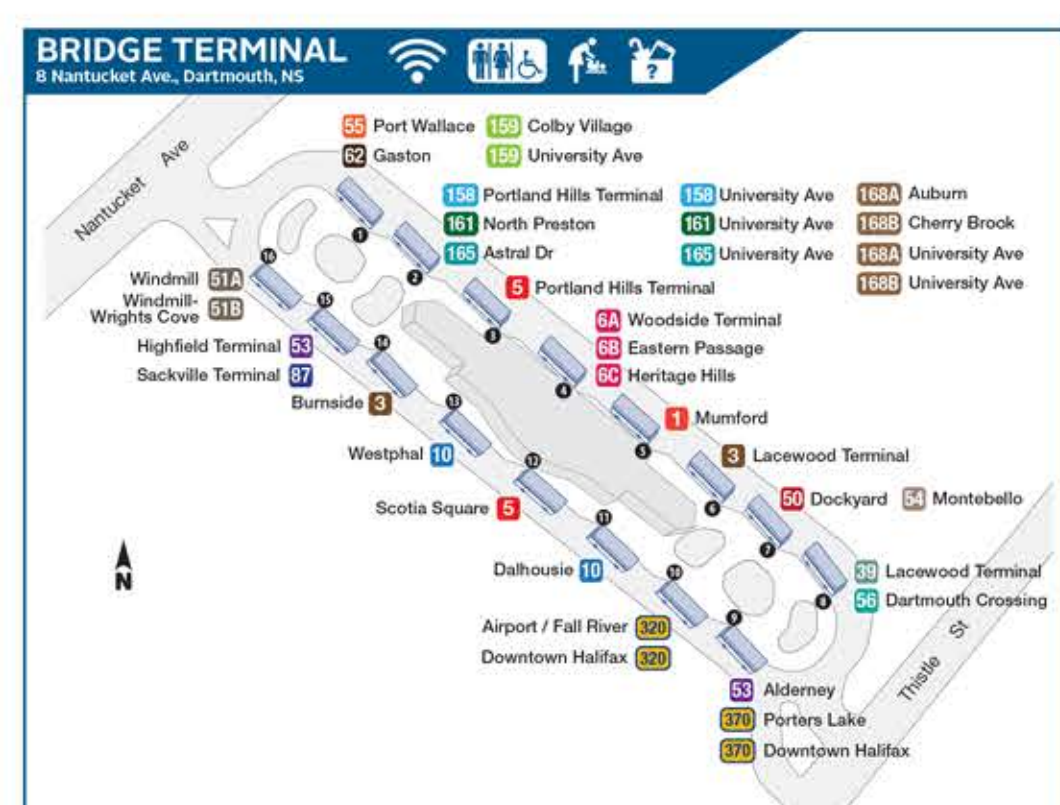 BRIDGE TERMINAL
8 Nantucket Ave., Dartmouth, NS
?
Nantucket Ave
55 Port Wallace
62 Gaston
159 Colby Village
159 University Ave
158 Portland Hills Terminal
161 North Preston
165 Astral Dr
158 University Ave
161 University Ave
165 University Ave
168A Auburn
168B Cherry Brook
168A University Ave
168B University Ave
5 Portland Hills Terminal
6A Woodside Terminal
6B Eastern Passage
6C Heritage Hills
1 Mumford
3 Lacewood Terminal
50 Dockyard
54 Montebello
39 Lacewood Terminal
56 Dartmouth Crossing
Windmill 51A
Windmill-
Wrights Cove 51B
Highfield Terminal 53
Sackville Terminal 87
Burnside 3
Westphal 10
Scotia Square 5
Dalhousie 10
Airport / Fall River 320
Downtown Halifax 320
53 Alderney
370 Porters Lake
370 Downtown Halifax
1
2
3
4
5
6
7
8
9
10
11
12
13
14
15
16
N
Thistle St